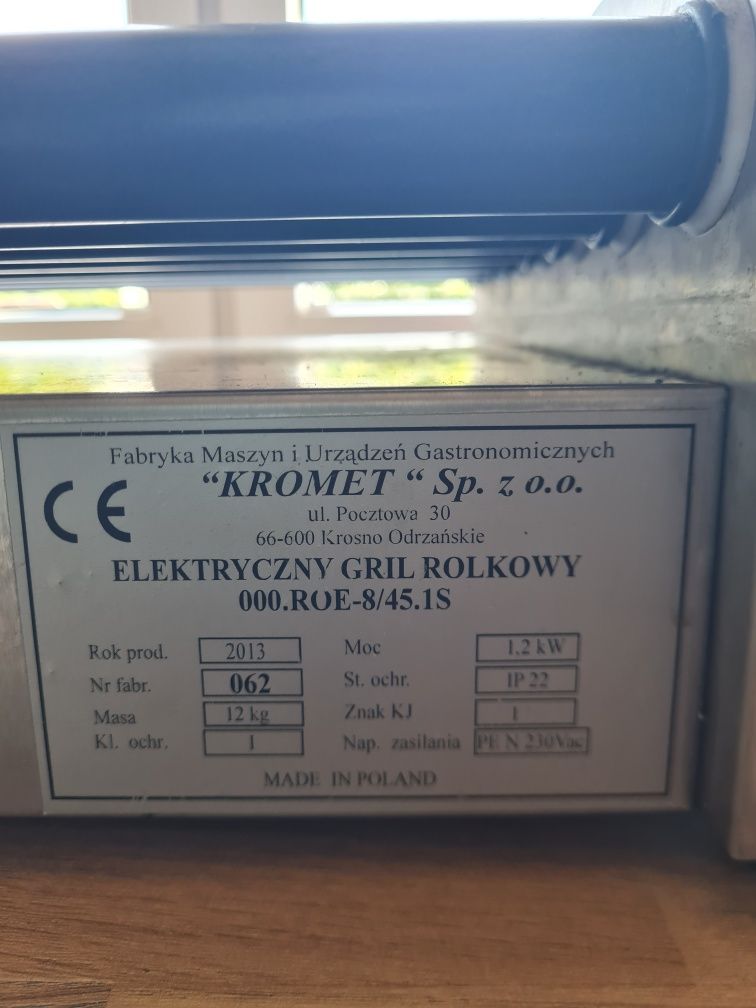 Fabryka Maszyn i Urządzeń Gastronomicznych
CE "KROMET " Sp. z o.o.
ul. Pocztowa 30
66-600 Krosno Odrzańskie
ELEKTRYCZNY GRIL ROLKOWY
000.ROE-8/45.1S
Rok prod. 2013 Moc 1,2 kW
Nr fabr. 062 St. ochr. IP 22
Masa 12 kg Znak KJ 1
Kl. ochr. 1 Nap. zasilania PE N 230Vac
MADE IN POLAND